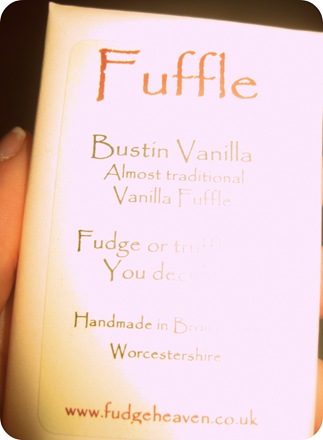 Fuffle
Bustin Vanilla
Almost traditional
Vanilla Fuffle
Fudge or
You
Handmade in
Worcestershire
www.fudgeheaven.co.uk